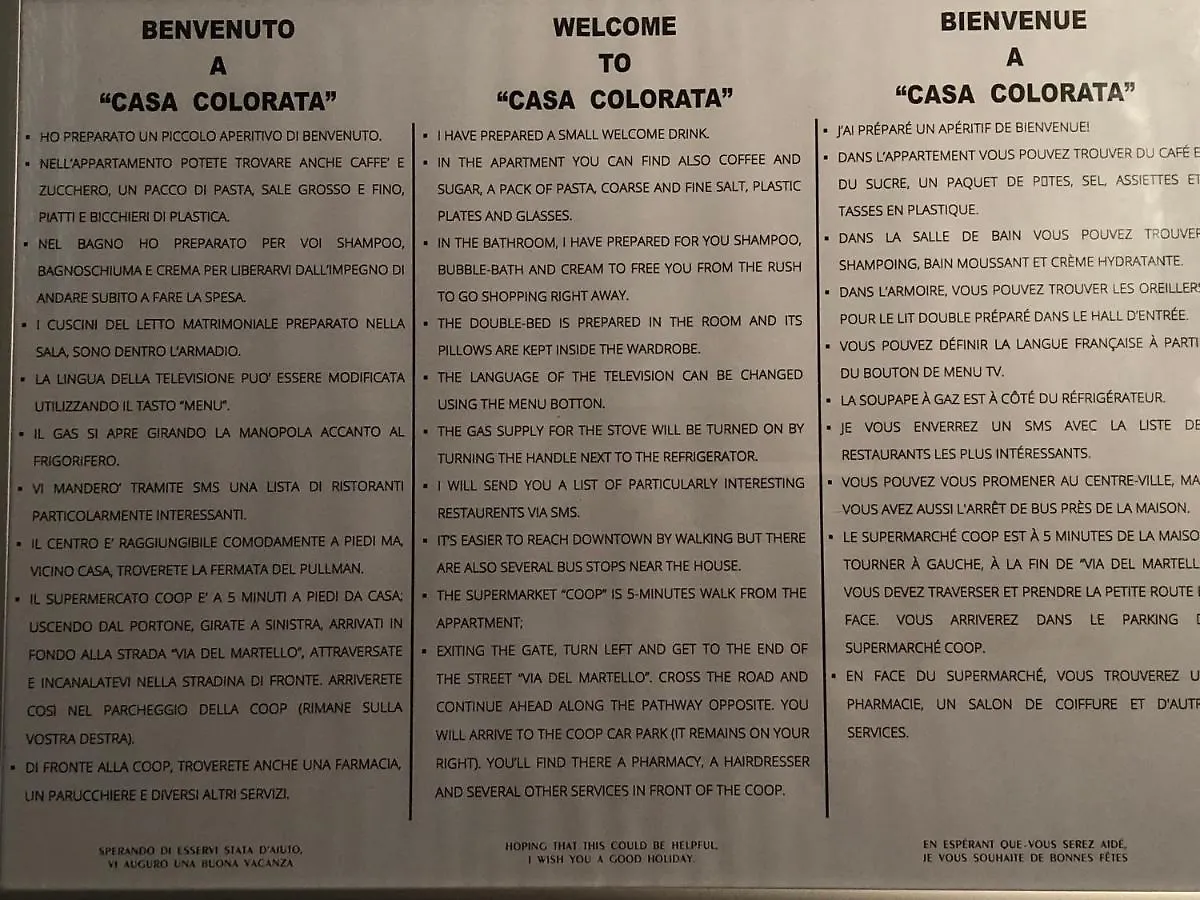 BENVENUTO
A
“CASA COLORATA”
▪ HO PREPARATO UN PICCOLO APERITIVO DI BENVENUTO.
▪ NELL'APPARTAMENTO POTETE TROVARE ANCHE CAFFE' E
ZUCCHERO, UN PACCO DI PASTA, SALE GROSSO E FINO,
PIATTI E BICCHIERI DI PLASTICA.
▪ NEL BAGNO HO PREPARATO PER VOI SHAMPOO,
BAGNOSCHIUMA E CREMA PER LIBERARVI DALL'IMPEGNO DI
ANDARE SUBITO A FARE LA SPESA.
▪ I CUSCINI DEL LETTO MATRIMONIALE PREPARATO NELLA
SALA, SONO DENTRO L'ARMADIO.
▪ LA LINGUA DELLA TELEVISIONE PUO' ESSERE MODIFICATA
UTILIZZANDO IL TASTO “MENU”.
▪ IL GAS SI APRE GIRANDO LA MANOPOLA ACCANTO AL
FRIGORIFERO.
▪ VI MANDERO' TRAMITE SMS UNA LISTA DI RISTORANTI
PARTICOLARMENTE INTERESSANTI.
▪ IL CENTRO E' RAGGIUNGIBILE COMODAMENTE A PIEDI MA,
VICINO CASA, TROVERETE LA FERMATA DEL PULLMAN.
▪ IL SUPERMERCATO COOP E' A 5 MINUTI A PIEDI DA CASA:
USCENDO DAL PORTONE, GIRATE A SINISTRA, ARRIVATI IN
FONDO ALLA STRADA “VIA DEL MARTELLO”, ATTRAVERSATE
E INCANALATEVI NELLA STRADINA DI FRONTE. ARRIVERETE
COSÌ NEL PARCHEGGIO DELLA COOP (RIMANE SULLA
VOSTRA DESTRA).
▪ DI FRONTE ALLA COOP, TROVERETE ANCHE UNA FARMACIA,
UN PARUCCHIERE E DIVERSI ALTRI SERVIZI.
SPERANDO DI ESSERVI STATA D'AIUTO,
VI AUGURO UNA BUONA VACANZA
WELCOME
TO
“CASA COLORATA”
▪ I HAVE PREPARED A SMALL WELCOME DRINK.
▪ IN THE APARTMENT YOU CAN FIND ALSO COFFEE AND
SUGAR, A PACK OF PASTA, COARSE AND FINE SALT, PLASTIC
PLATES AND GLASSES.
▪ IN THE BATHROOM, I HAVE PREPARED FOR YOU SHAMPOO,
BUBBLE-BATH AND CREAM TO FREE YOU FROM THE RUSH
TO GO SHOPPING RIGHT AWAY.
▪ THE DOUBLE-BED IS PREPARED IN THE ROOM AND ITS
PILLOWS ARE KEPT INSIDE THE WARDROBE.
▪ THE LANGUAGE OF THE TELEVISION CAN BE CHANGED
USING THE MENU BOTTON.
▪ THE GAS SUPPLY FOR THE STOVE WILL BE TURNED ON BY
TURNING THE HANDLE NEXT TO THE REFRIGERATOR.
▪ I WILL SEND YOU A LIST OF PARTICULARLY INTERESTING
RESTAURENTS VIA SMS.
▪ IT'S EASIER TO REACH DOWNTOWN BY WALKING BUT THERE
ARE ALSO SEVERAL BUS STOPS NEAR THE HOUSE.
▪ THE SUPERMARKET “COOP” IS 5-MINUTES WALK FROM THE
APPARTMENT;
▪ EXITING THE GATE, TURN LEFT AND GET TO THE END OF
THE STREET “VIA DEL MARTELLO”. CROSS THE ROAD AND
CONTINUE AHEAD ALONG THE PATHWAY OPPOSITE. YOU
WILL ARRIVE TO THE COOP CAR PARK (IT REMAINS ON YOUR
RIGHT). YOU'LL FIND THERE A PHARMACY, A HAIRDRESSER
AND SEVERAL OTHER SERVICES IN FRONT OF THE COOP.
HOPING THAT THIS COULD BE HELPFUL,
I WISH YOU A GOOD HOLIDAY.
BIENVENUE
A
“CASA COLORATA”
▪ J'AI PRÉPARÉ UN APÉRITIF DE BIENVENUE!
▪ DANS L'APPARTEMENT VOUS POUVEZ TROUVER DU CAFÉ E
DU SUCRE, UN PAQUET DE P▯TES, SEL, ASSIETTES ET
TASSES EN PLASTIQUE.
▪ DANS LA SALLE DE BAIN VOUS POUVEZ TROUVER
SHAMPOING, BAIN MOUSSANT ET CRÈME HYDRATANTE.
▪ DANS L'ARMOIRE, VOUS POUVEZ TROUVER LES OREILLERS
POUR LE LIT DOUBLE PRÉPARÉ DANS LE HALL D'ENTRÉE.
▪ VOUS POUVEZ DÉFINIR LA LANGUE FRANÇAISE À PARTI
DU BOUTON DE MENU TV.
▪ LA SOUPAPE À GAZ EST À CÔTÉ DU RÉFRIGÉRATEUR.
▪ JE VOUS ENVERREZ UN SMS AVEC LA LISTE DE
RESTAURANTS LES PLUS INTÉRESSANTS.
▪ VOUS POUVEZ VOUS PROMENER AU CENTRE-VILLE, MA
VOUS AVEZ AUSSI L'ARRÊT DE BUS PRÈS DE LA MAISON.
▪ LE SUPERMARCHÉ COOP EST À 5 MINUTES DE LA MAISO
TOURNER À GAUCHE, À LA FIN DE “VIA DEL MARTELL
VOUS DEVEZ TRAVERSER ET PRENDRE LA PETITE ROUTE
FACE. VOUS ARRIVEREZ DANS LE PARKING
SUPERMARCHÉ COOP.
▪ EN FACE DU SUPERMARCHÉ, VOUS TROUVEREZ U
PHARMACIE, UN SALON DE COIFFURE ET D'AUTR
SERVICES.
EN ESPÉRANT QUE VOUS SEREZ AIDÉ,
JE VOUS SOUHAITE DE BONNES FÊTES